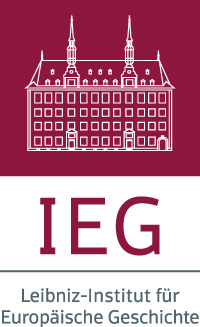 IEG
Leibniz-Institut für
Europäische Geschichte